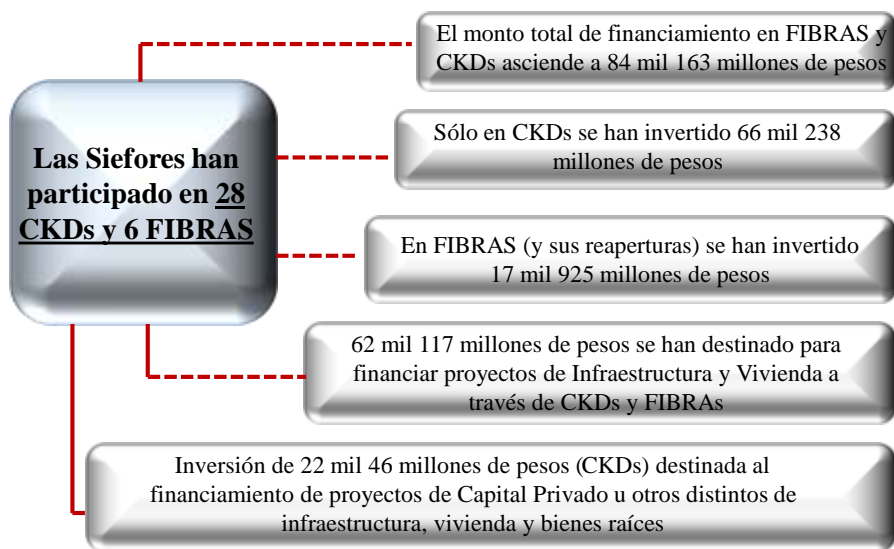 El monto total de financiamiento en FIBRAS y
CKDs asciende a 84 mil 163 millones de pesos
Las Siefores han
participado en 28
CKDs y 6 FIBRAS
Sólo en CKDs se han invertido 66 mil 238
millones de pesos
En FIBRAS (y sus reaperturas) se han invertido
17 mil 925 millones de pesos
62 mil 117 millones de pesos se han destinado para
financiar proyectos de Infraestructura y Vivienda a
través de CKDs y FIBRAs
Inversión de 22 mil 46 millones de pesos (CKDs) destinada al
financiamiento de proyectos de Capital Privado u otros distintos de
infraestructura, vivienda y bienes raíces